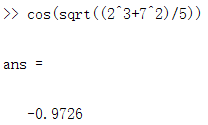 >> cos(sqrt((2^3+7^2)/5))
ans =
-0.9726